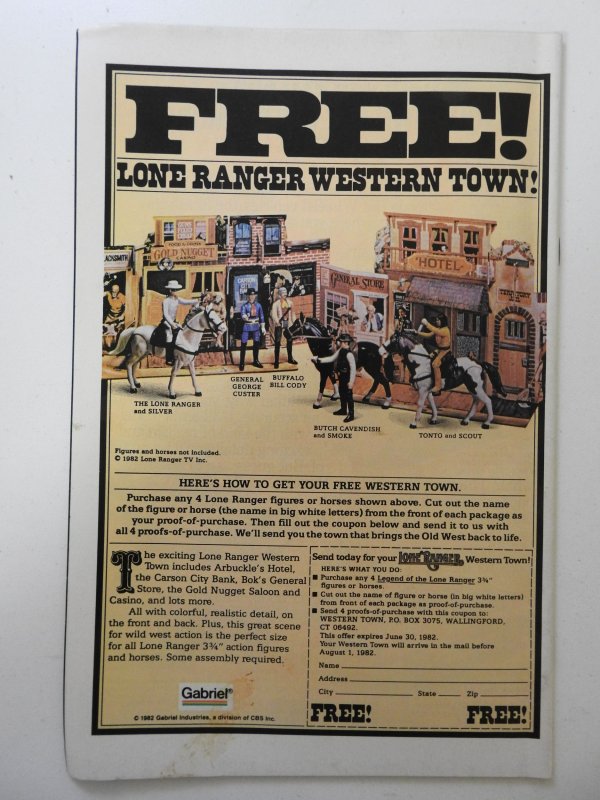 FREE!
LONE RANGER WESTERN TOWN!
ACKSMITH
GOLD NUGGET
CASINO
GENERAL STORE
HOTEL
THE LONE RANGER
and SILVER
GENERAL
GEORGE
CUSTER
BUFFALO
BILL CODY
BUTCH CAVENDISH
and SMOKE
TONTO and SCOUT
Figures and horses not included.
© 1982 Lone Ranger TV Inc.
HERE'S HOW TO GET YOUR FREE WESTERN TOWN.
Purchase any 4 Lone Ranger figures or horses shown above. Cut out the name
of the figure or horse (the name in big white letters) from the front of each package as
your proof-of-purchase. Then fill out the coupon below and send it to us with
all 4 proofs-of-purchase. We'll send you the town that brings the Old West back to life.
The exciting Lone Ranger Western
Town includes Arbuckle's Hotel,
the Carson City Bank, Bok's General
Store, the Gold Nugget Saloon and
Casino, and lots more.
All with colorful, realistic detail, on
the front and back. Plus, this great scene
for wild west action is the perfect size
for all Lone Ranger 3¾" action figures
and horses. Some assembly required.
Gabriel®
© 1982 Gabriel Industries, a division of CBS Inc.
Send today for your LONE RANGER Western Town!
HERE'S WHAT YOU DO:
■ Purchase any 4 Legend of the Lone Ranger 3¾"
figures or horses.
■ Cut out the name of figure or horse (in big white letters)
from front of each package as proof-of-purchase.
■ Send 4 proofs-of-purchase with this coupon to:
WESTERN TOWN, P.O. BOX 3075, WALLINGFORD,
CT 06492.
This offer expires June 30, 1982.
Your Western Town will arrive in the mail before
August 1, 1982.
Name
Address
City State Zip
FREE! FREE!